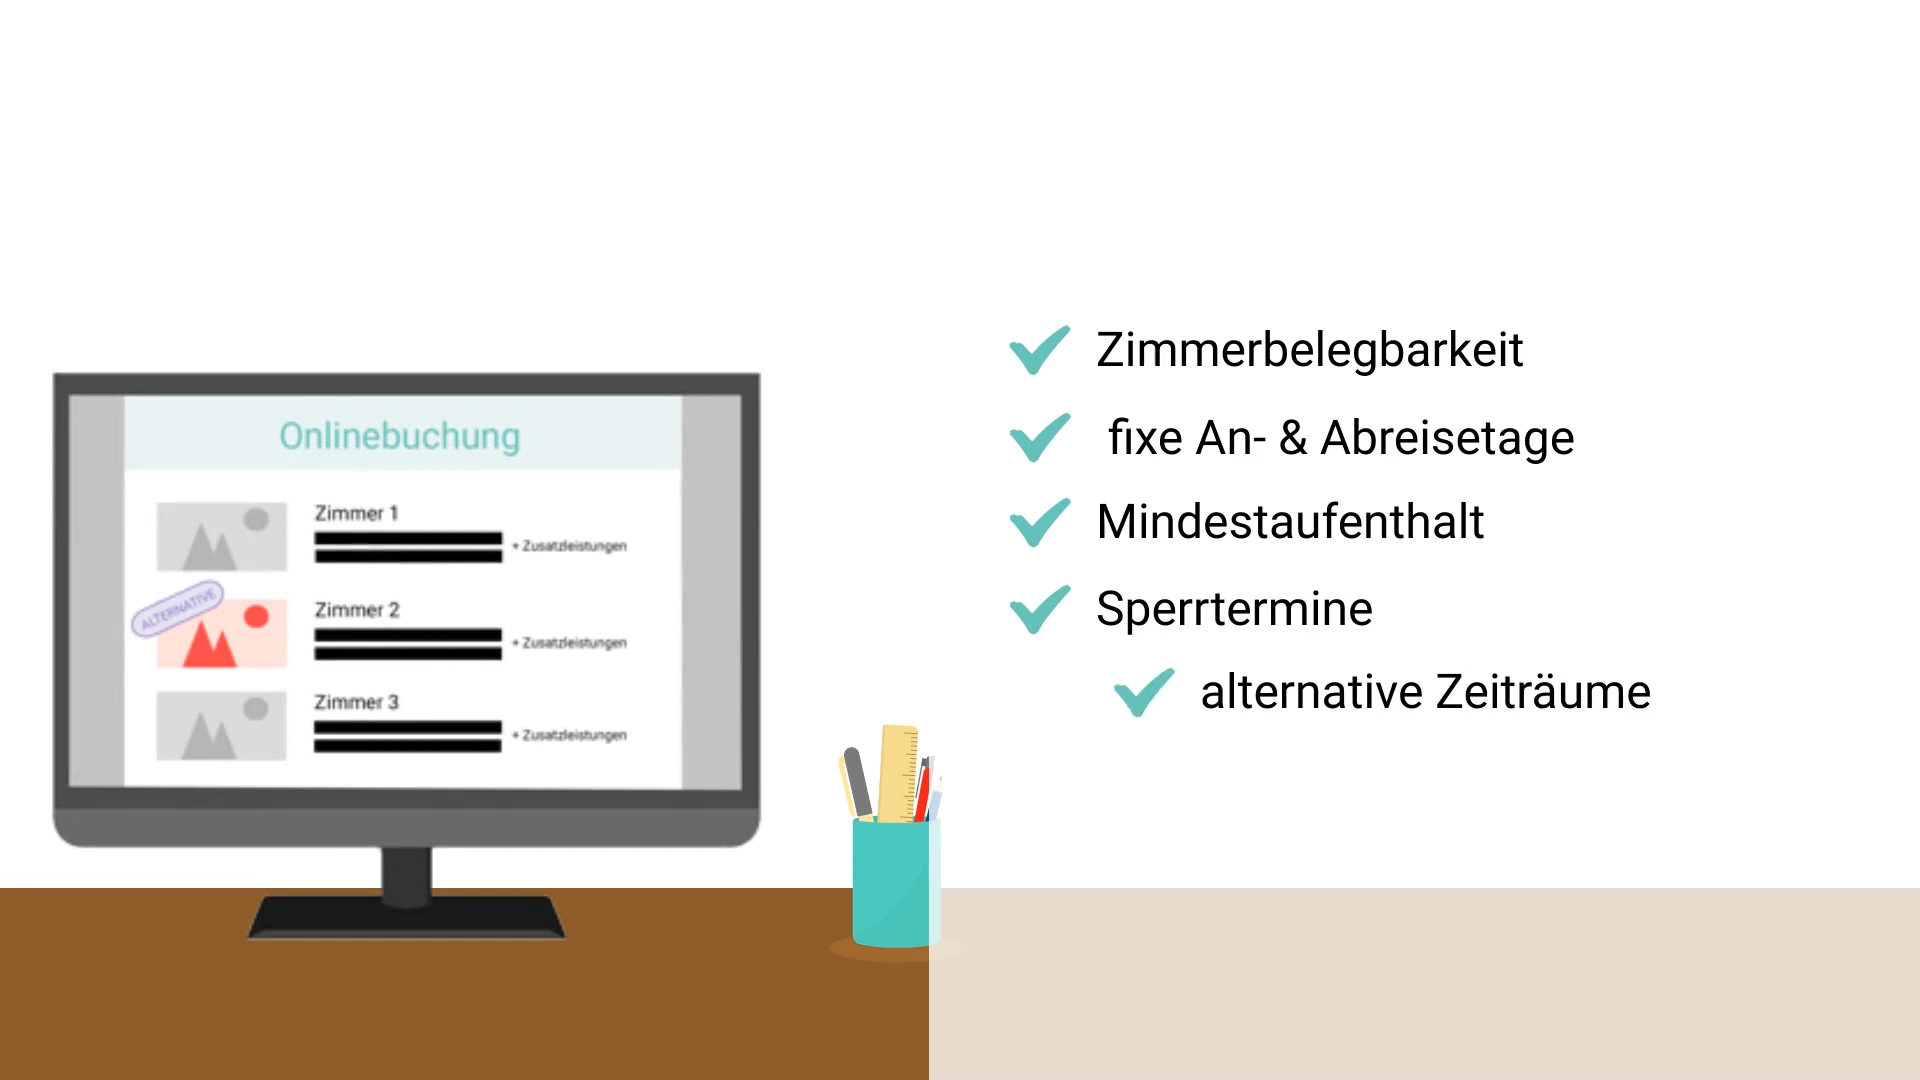 Onlinebuchung
Zimmer 1
+ Zusatzleistungen
ALTERNATIVE
Zimmer 2
+ Zusatzleistungen
Zimmer 3
+ Zusatzleistungen
Zimmerbelegbarkeit
fixe An- & Abreisetage
Mindestaufenthalt
Sperrtermine
alternative Zeiträume